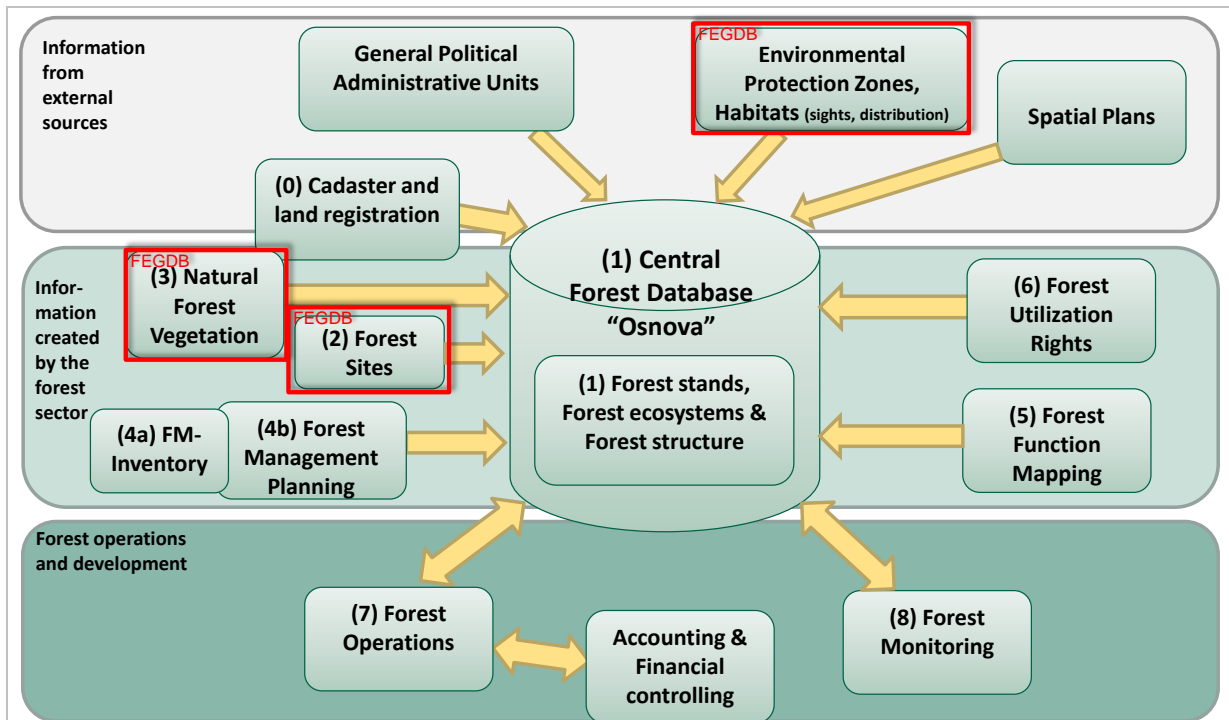 Information
from
external
sources
General Political
Administrative Units
FEGDB
Environmental
Protection Zones,
Habitats (sights, distribution)
Spatial Plans
(0) Cadaster and
land registration
Infor-
mation
created
by the
forest
sector
FEGDB
(3) Natural
Forest
Vegetation
FEGDB
(2) Forest
Sites
(4a) FM-
Inventory
(4b) Forest
Management
Planning
(1) Central
Forest Database
“Osnova”
(1) Forest stands,
Forest ecosystems &
Forest structure
(6) Forest
Utilization
Rights
(5) Forest
Function
Mapping
Forest operations
and development
(7) Forest
Operations
Accounting &
Financial
controlling
(8) Forest
Monitoring